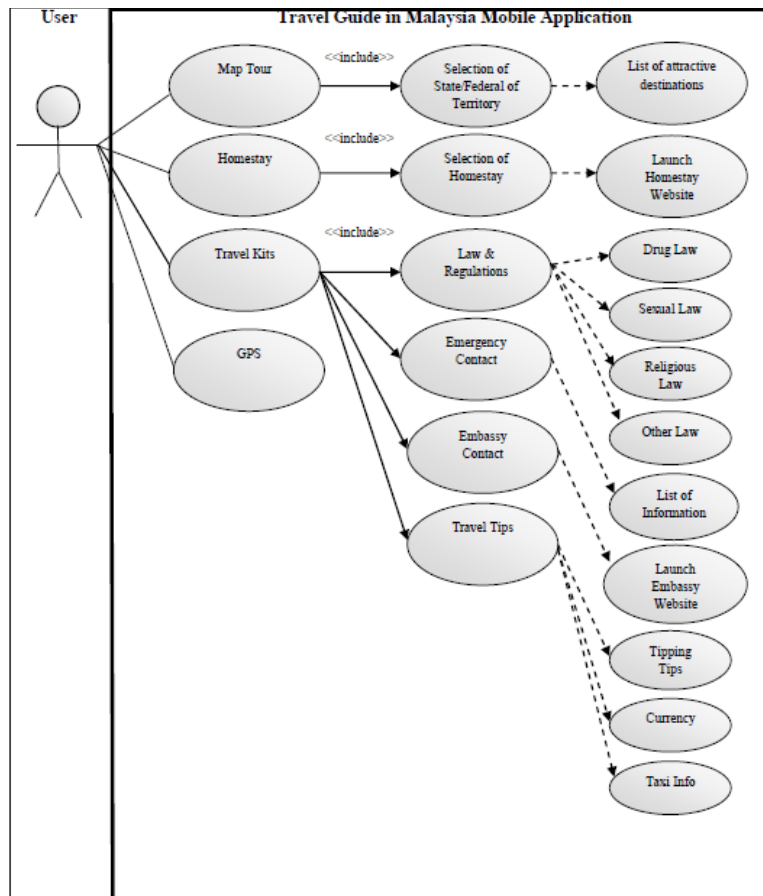 User
Travel Guide in Malaysia Mobile Application
Map Tour
<<include>>
Selection of
State/Federal of
Territory
List of attractive
destinations
Homestay
<<include>>
Selection of
Homestay
Launch
Homestay
Website
Travel Kits
<<include>>
Law &
Regulations
Drug Law
Sexual Law
Religious
Law
Other Law
GPS
Emergency
Contact
List of
Information
Embassy
Contact
Launch
Embassy
Website
Travel Tips
Tipping
Tips
Currency
Taxi Info